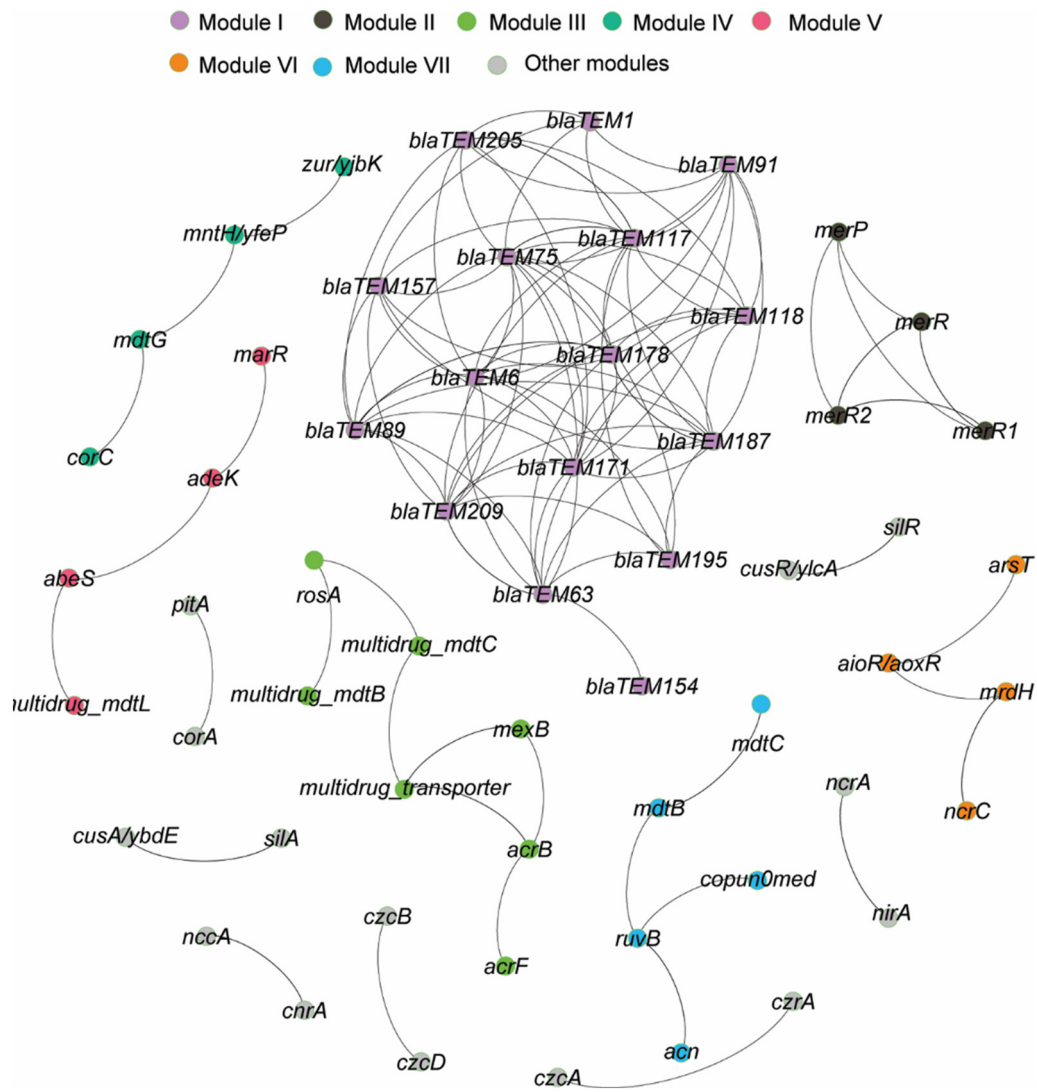 Module I Module II Module III Module IV Module V
Module VI Module VII Other modules
blaTEM1
blaTEM205
zur/yjbK
blaTEM91
mntH/yfeP
merP
blaTEM117
blaTEM75
blaTEM157
blaTEM118
merR
mdtG
marR
blaTEM178
blaTEM6
merR2
blaTEM89
merR1
blaTEM187
corC
blaTEM171
adeK
blaTEM209
silR
blaTEM195
cusR/ylcA
arsT
abeS
rosA
blaTEM63
pitA
multidrug_mdtC
aioR/aoxR
blaTEM154
multidrug_mdtB
mrdH
ultidrug_mdtL
mexB
corA
mdtC
multidrug_transporter
ncrA
mdtB
ncrC
cusA/ybdE
silA
acrB
copun0med
czcB
nirA
nccA
ruvB
acrF
czrA
cnrA
acn
czcD
czcA